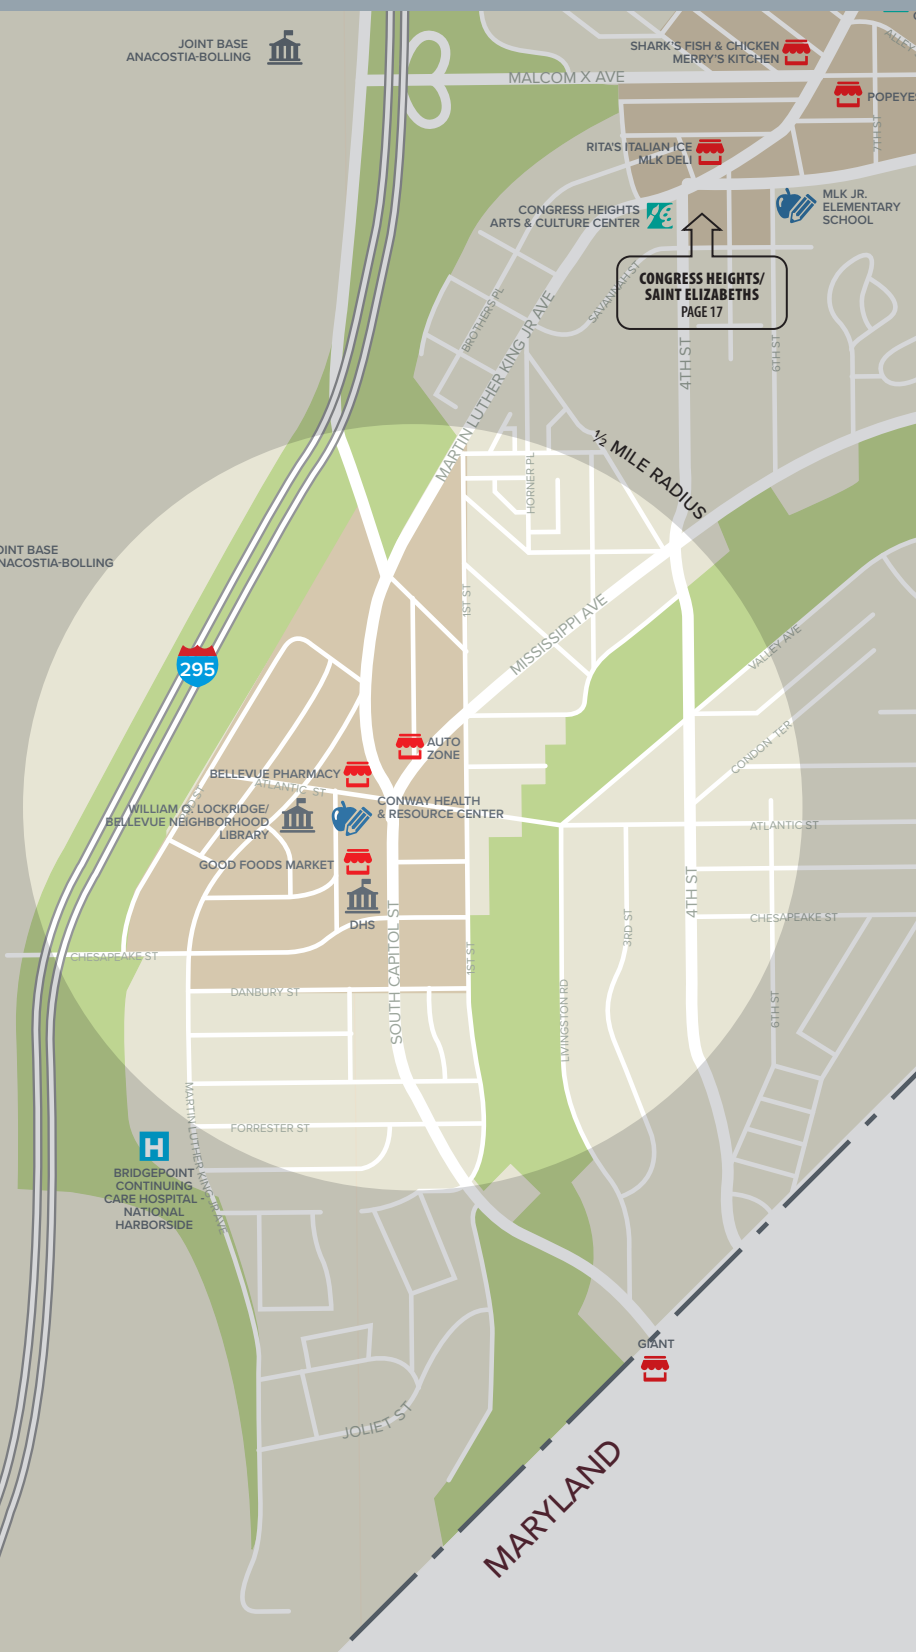 JOINT BASE
ANACOSTIA-BOLLING
SHARK'S FISH & CHICKEN
MERRY'S KITCHEN
ALLEY
MALCOM X AVE
POPEYE
7TH ST
RITA'S ITALIAN ICE
MLK DELI
CONGRESS HEIGHTS
ARTS & CULTURE CENTER
MLK JR.
ELEMENTARY
SCHOOL
CONGRESS HEIGHTS/
SAINT ELIZABETHS
PAGE 17
SAVANNAH ST
BROTHERS PL
MARTIN LUTHER KING JR AVE
4TH ST
6TH ST
½ MILE RADIUS
HORNER PL
OINT BASE
NACOSTIA-BOLLING
1ST ST
MISSISSIPPI AVE
VALLEY AVE
295
CONDON TER
AUTO
ZONE
BELLEVUE PHARMACY
ATLANTIC ST
WILLIAM O. LOCKRIDGE/
BELLEVUE NEIGHBORHOOD
LIBRARY
CONWAY HEALTH
& RESOURCE CENTER
ATLANTIC ST
GOOD FOODS MARKET
DHS
4TH ST
CHESAPEAKE ST
3RD ST
SOUTH CAPITOL ST
1ST ST
CHESAPEAKE ST
DANBURY ST
LIVINGSTON RD
6TH ST
MARTIN LUTHER KING JR AVE
FORRESTER ST
H
BRIDGEPOINT
CONTINUING
CARE HOSPITAL -
NATIONAL
HARBORSIDE
GIANT
JOLIET ST
MARYLAND